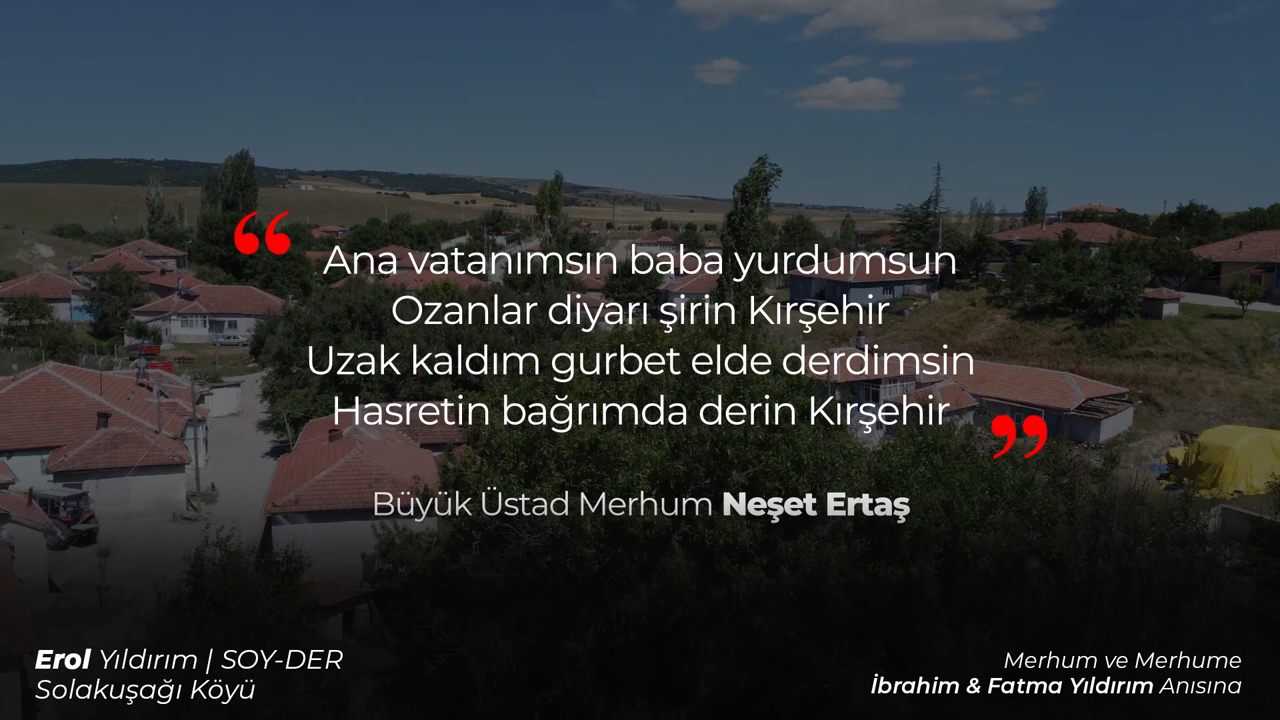 “
Ana vatanımsın baba yurdumsun
Ozanlar diyarı şirin Kırşehir
Uzak kaldım gurbet elde derdimsin
Hasretin bağrımda derin Kırşehir
”
Büyük Üstad Merhum Neşet Ertaş
Erol Yıldırım | SOY-DER
Solakuşağı Köyü
Merhum ve Merhume
İbrahim & Fatma Yıldırım Anısına